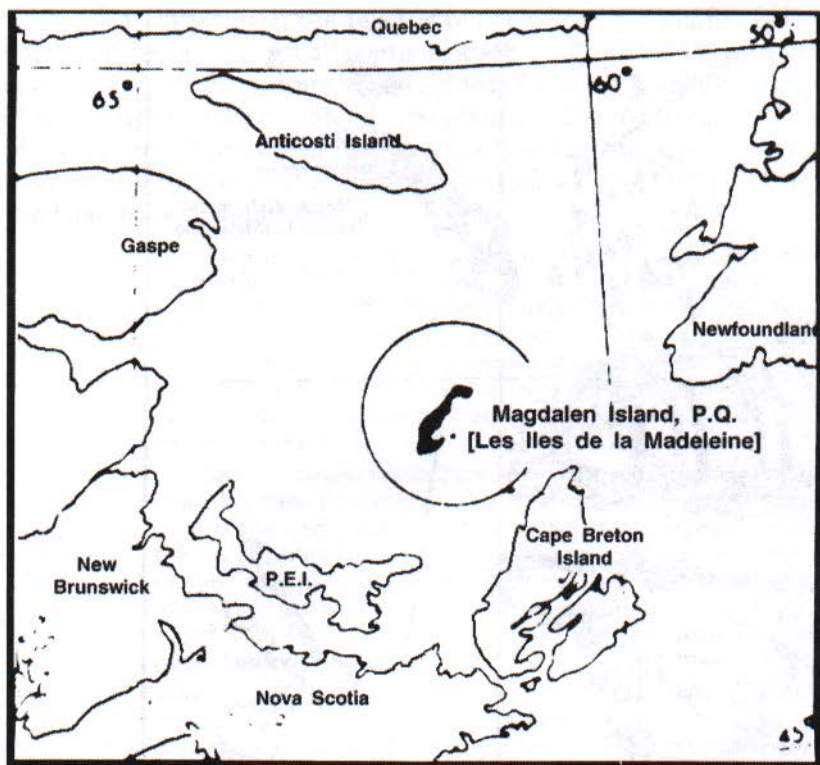 Quebec
50°
65°
60°
Anticosti Island
Gaspe
Newfoundland
Magdalen Island, P.Q.
[Les Iles de la Madeleine]
Cape Breton
Island
New
Brunswick
P.E.I.
Nova Scotia
45